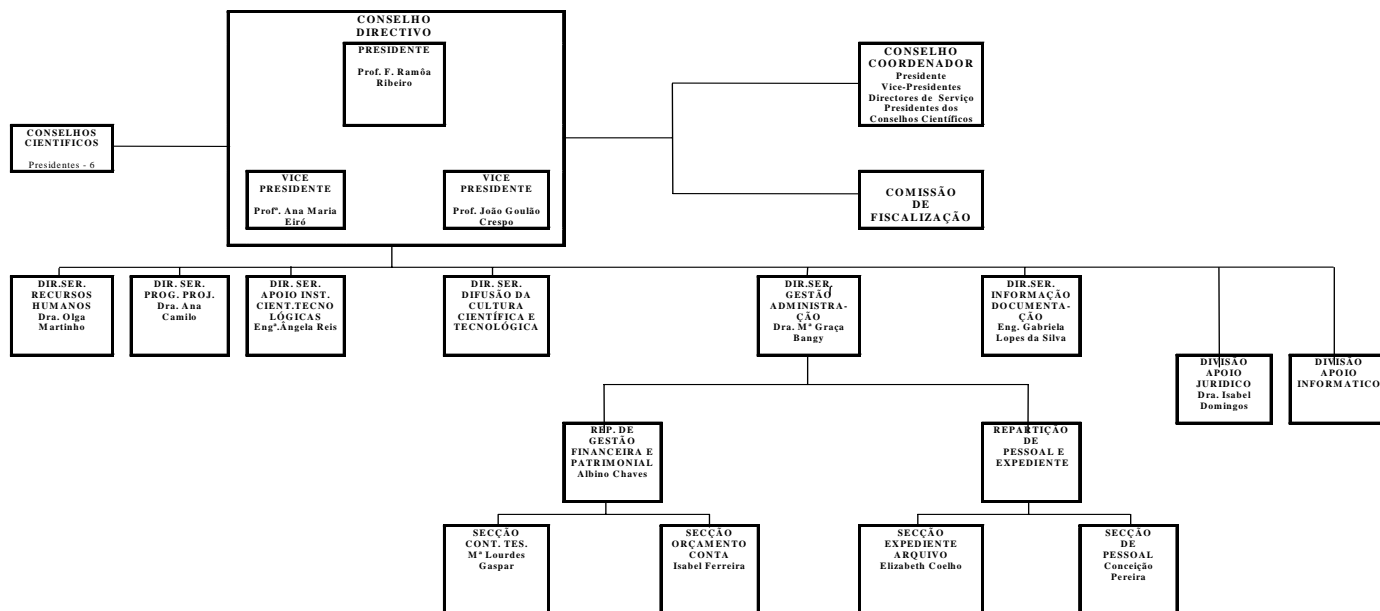 CONSELHO
DIRECTIVO
PRESIDENTE
Prof. F. Ramôa
Ribeiro
CONSELHO
COORDENADOR
Presidente
Vice-Presidentes
Directores de Serviço
Presidentes dos
Conselhos Científicos
CONSELHOS
CIENTIFICOS
Presidentes - 6
VICE
PRESIDENTE
Profª. Ana Maria
Eiró
VICE
PRESIDENTE
Prof. João Goulão
Crespo
COMISSÃO
DE
FISCALIZAÇÃO
DIR.SER.
RECURSOS
HUMANOS
Dra. Olga
Martinho
DIR. SER.
PROG. PROJ.
Dra. Ana
Camilo
DIR. SER.
APOIO INST.
CIENT.TECNO
LÓGICAS
Engª.Ângela Reis
DIR. SER.
DIFUSÃO DA
CULTURA
CIENTÍFICA E
TECNOLÓGICA
DIR.SER.
GESTÃO
ADMINISTRA-
ÇÃO
Dra. Mª Graça
Bangy
DIR.SER.
INFORMAÇÃO
DOCUMENTA-
ÇÃO
Eng. Gabriela
Lopes da Silva
DIVISÃO
APOIO
JURIDICO
Dra. Isabel
Domingos
DIVISÃO
APOIO
INFORMATICO
REP. DE
GESTÃO
FINANCEIRA E
PATRIMONIAL
Albino Chaves
REPARTIÇÃO
DE
PESSOAL E
EXPEDIENTE
SECÇÃO
CONT. TES.
Mª Lourdes
Gaspar
SECÇÃO
ORÇAMENTO
CONTA
Isabel Ferreira
SECÇÃO
EXPEDIENTE
ARQUIVO
Elizabeth Coelho
SECÇÃO
DE
PESSOAL
Conceição
Pereira